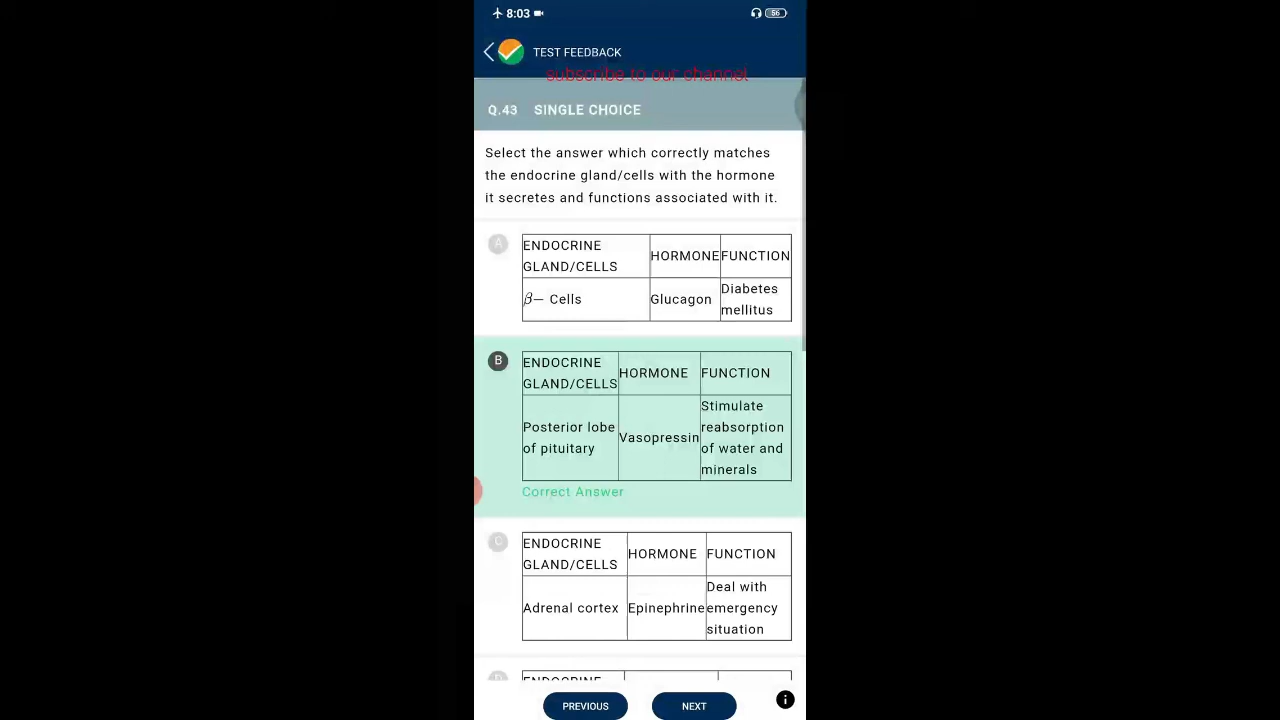 8:03
56
TEST FEEDBACK
subscribe to our channel
Q.43 SINGLE CHOICE
Select the answer which correctly matches
the endocrine gland/cells with the hormone
it secretes and functions associated with it.
A
ENDOCRINE
GLAND/CELLS
HORMONE
FUNCTION
β− Cells
Glucagon
Diabetes
mellitus
B
ENDOCRINE
GLAND/CELLS
HORMONE
FUNCTION
Posterior lobe
of pituitary
Vasopressin
Stimulate
reabsorption
of water and
minerals
Correct Answer
C
ENDOCRINE
GLAND/CELLS
HORMONE
FUNCTION
Adrenal cortex
Epinephrine
Deal with
emergency
situation
D
ENDOCRINE
PREVIOUS
NEXT
i